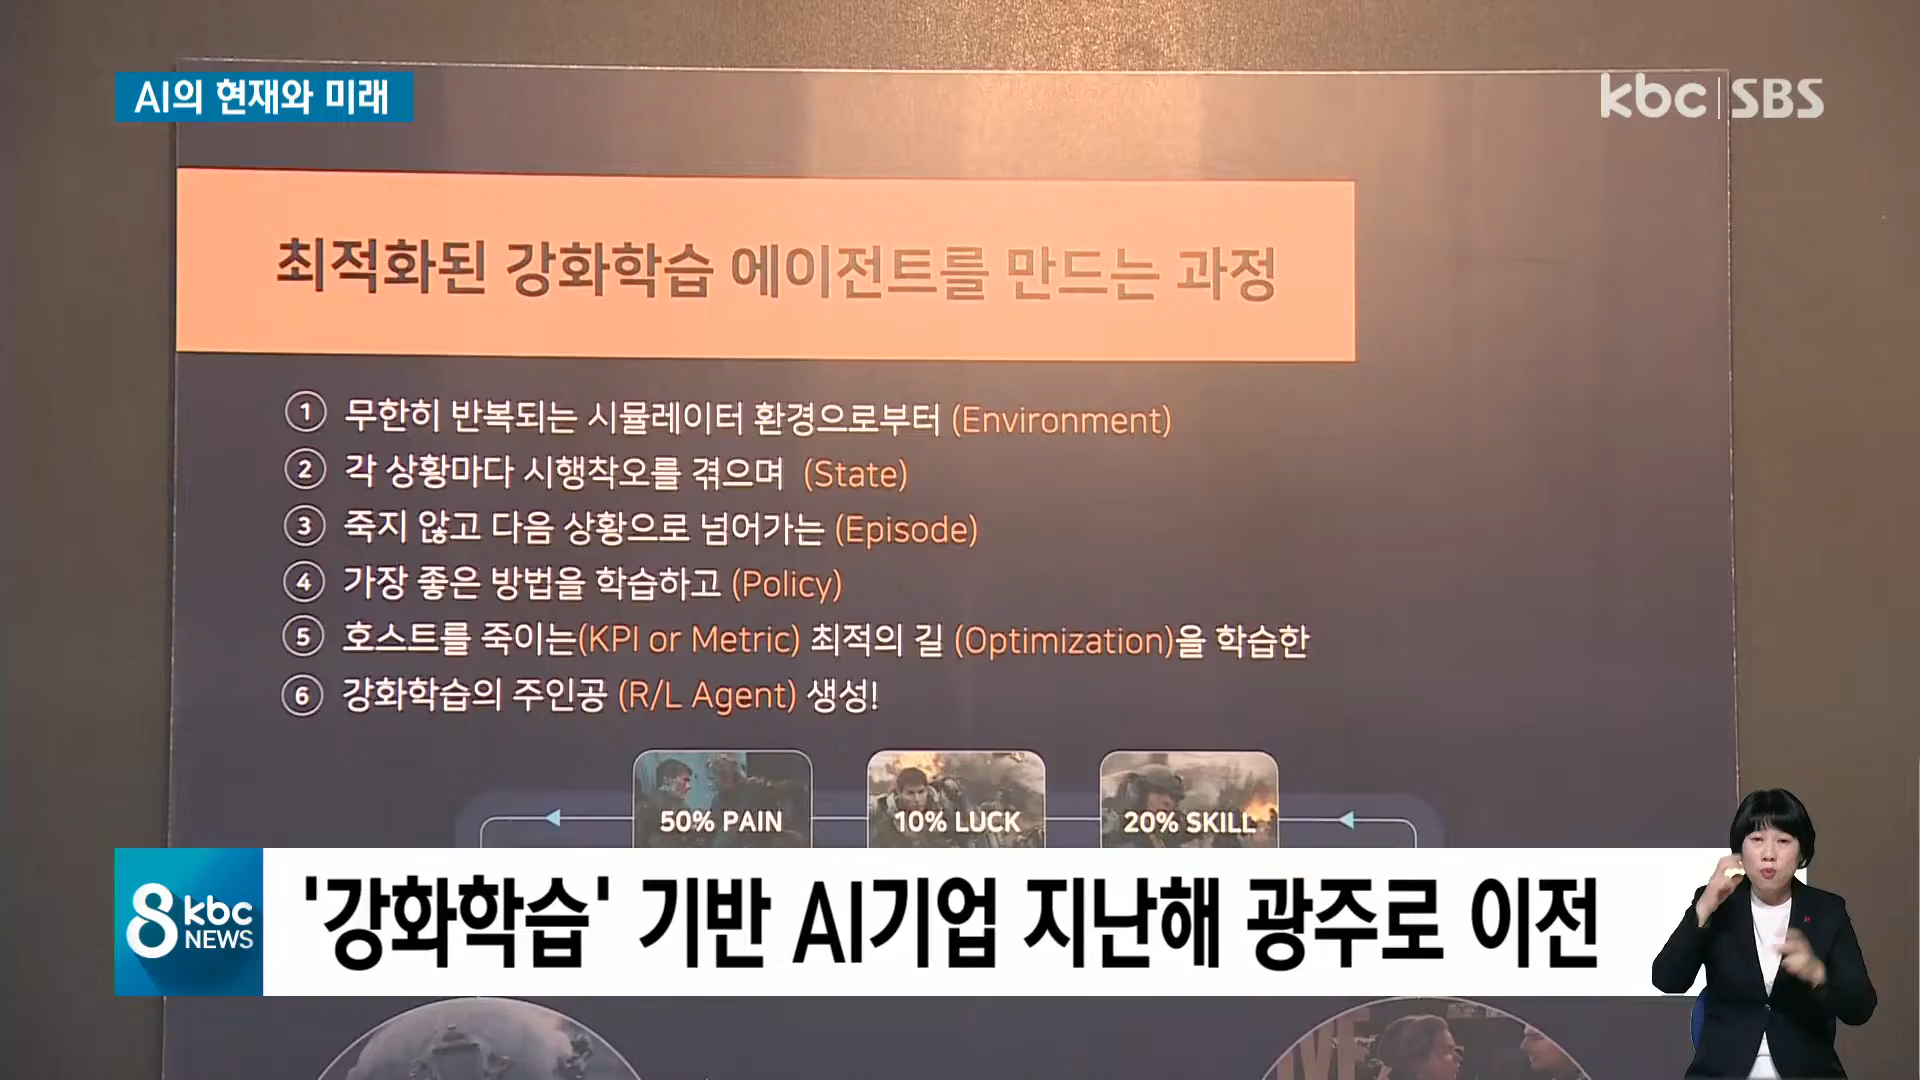 AI의 현재와 미래
kbc SBS
최적화된 강화학습 에이전트를 만드는 과정
① 무한히 반복되는 시뮬레이터 환경으로부터 (Environment)
② 각 상황마다 시행착오를 겪으며 (State)
③ 죽지 않고 다음 상황으로 넘어가는 (Episode)
④ 가장 좋은 방법을 학습하고 (Policy)
⑤ 호스트를 죽이는(KPI or Metric) 최적의 길 (Optimization)을 학습한
⑥ 강화학습의 주인공 (R/L Agent) 생성!
50% PAIN
10% LUCK
20% SKILL
8 kbc NEWS
'강화학습' 기반 AI기업 지난해 광주로 이전